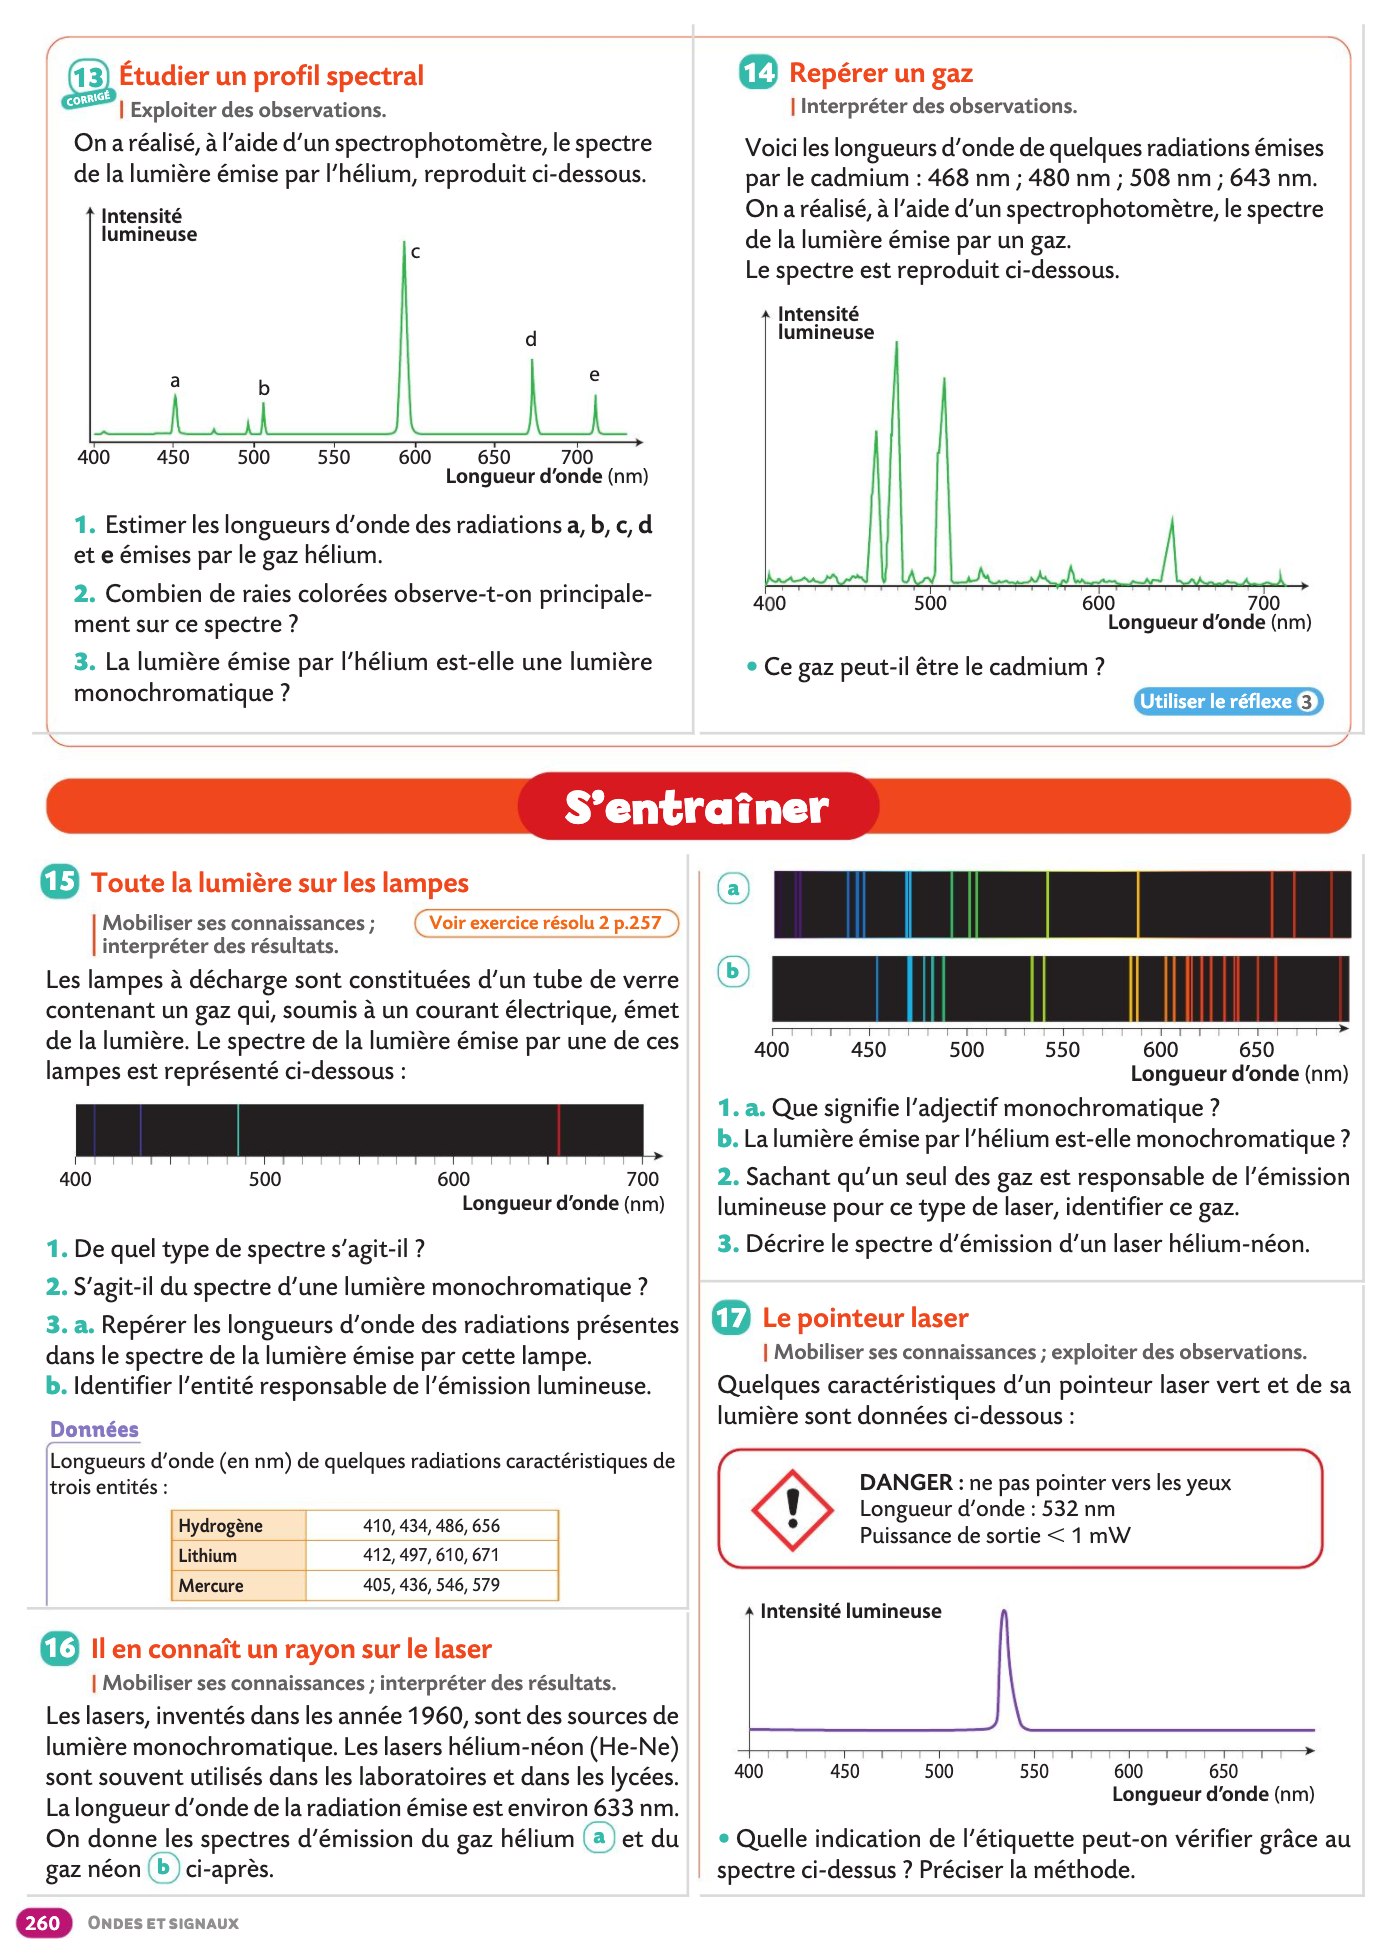 13 Étudier un profil spectral
CORRIGÉ
Exploiter des observations.
On a réalisé, à l'aide d'un spectrophotomètre, le spectre
de la lumière émise par l'hélium, reproduit ci-dessous.
Intensité
lumineuse
c
d
e
a
b
400 450 500 550 600 650 700
Longueur d'onde (nm)
1. Estimer les longueurs d'onde des radiations a, b, c, d
et e émises par le gaz hélium.
2. Combien de raies colorées observe-t-on principale-
ment sur ce spectre ?
3. La lumière émise par l'hélium est-elle une lumière
monochromatique ?
14 Repérer un gaz
Interpréter des observations.
Voici les longueurs d'onde de quelques radiations émises
par le cadmium : 468 nm ; 480 nm ; 508 nm ; 643 nm.
On a réalisé, à l'aide d'un spectrophotomètre, le spectre
de la lumière émise par un gaz.
Le spectre est reproduit ci-dessous.
Intensité
lumineuse
400 500 600 700
Longueur d'onde (nm)
• Ce gaz peut-il être le cadmium ?
Utiliser le réflexe 3
S'entraîner
15 Toute la lumière sur les lampes
Mobiliser ses connaissances ;
interpréter des résultats.
Voir exercice résolu 2 p.257
Les lampes à décharge sont constituées d'un tube de verre
contenant un gaz qui, soumis à un courant électrique, émet
de la lumière. Le spectre de la lumière émise par une de ces
lampes est représenté ci-dessous :
400 500 600 700
Longueur d'onde (nm)
1. De quel type de spectre s'agit-il ?
2. S'agit-il du spectre d'une lumière monochromatique ?
3. a. Repérer les longueurs d'onde des radiations présentes
dans le spectre de la lumière émise par cette lampe.
b. Identifier l'entité responsable de l'émission lumineuse.
Données
Longueurs d'onde (en nm) de quelques radiations caractéristiques de
trois entités :
Hydrogène 410, 434, 486, 656
Lithium 412, 497, 610, 671
Mercure 405, 436, 546, 579
16 Il en connaît un rayon sur le laser
Mobiliser ses connaissances ; interpréter des résultats.
Les lasers, inventés dans les année 1960, sont des sources de
lumière monochromatique. Les lasers hélium-néon (He-Ne)
sont souvent utilisés dans les laboratoires et dans les lycées.
La longueur d'onde de la radiation émise est environ 633 nm.
On donne les spectres d'émission du gaz hélium a et du
gaz néon b ci-après.
a
b
400 450 500 550 600 650
Longueur d'onde (nm)
1. a. Que signifie l'adjectif monochromatique ?
b. La lumière émise par l'hélium est-elle monochromatique ?
2. Sachant qu'un seul des gaz est responsable de l'émission
lumineuse pour ce type de laser, identifier ce gaz.
3. Décrire le spectre d'émission d'un laser hélium-néon.
17 Le pointeur laser
Mobiliser ses connaissances ; exploiter des observations.
Quelques caractéristiques d'un pointeur laser vert et de sa
lumière sont données ci-dessous :
DANGER : ne pas pointer vers les yeux
Longueur d'onde : 532 nm
Puissance de sortie < 1 mW
Intensité lumineuse
400 450 500 550 600 650
Longueur d'onde (nm)
• Quelle indication de l'étiquette peut-on vérifier grâce au
spectre ci-dessus ? Préciser la méthode.
260 ONDES ET SIGNAUX